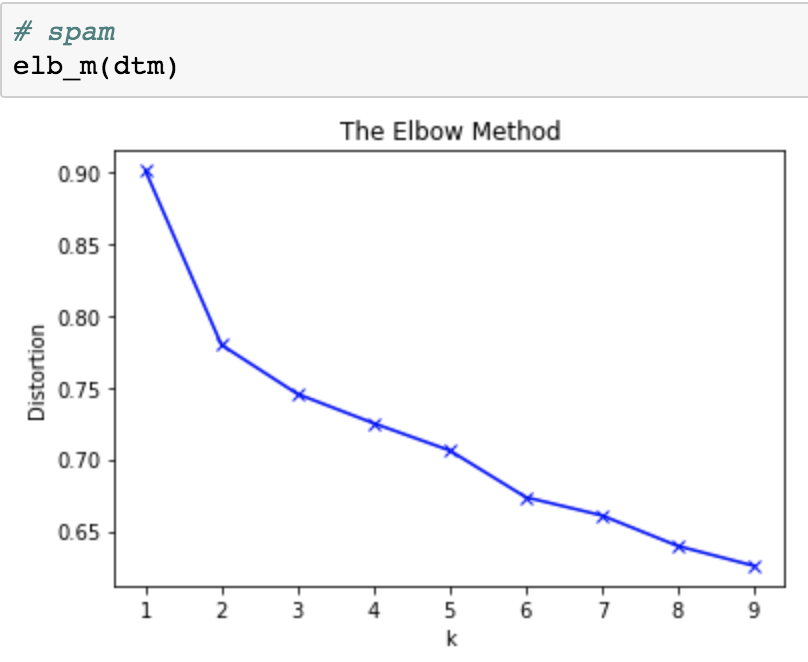 # spam
elb_m(dtm)
The Elbow Method
0.90
0.85
0.80
0.75
0.70
0.65
Distortion
1 2 3 4 5 6 7 8 9
k